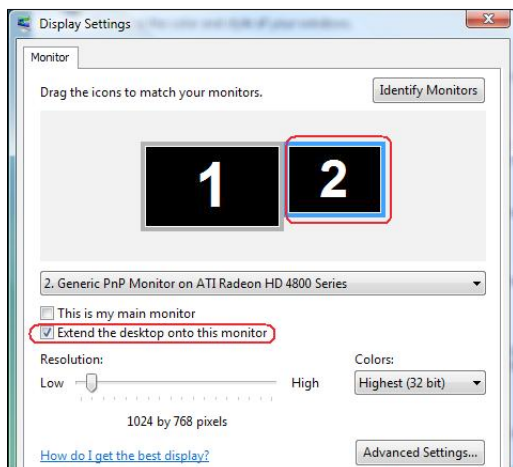 Display Settings
Monitor
Drag the icons to match your monitors.
Identify Monitors
1
2
2. Generic PnP Monitor on ATI Radeon HD 4800 Series
This is my main monitor
Extend the desktop onto this monitor
Resolution:
Colors:
Low
High
Highest (32 bit)
1024 by 768 pixels
How do I get the best display?
Advanced Settings...